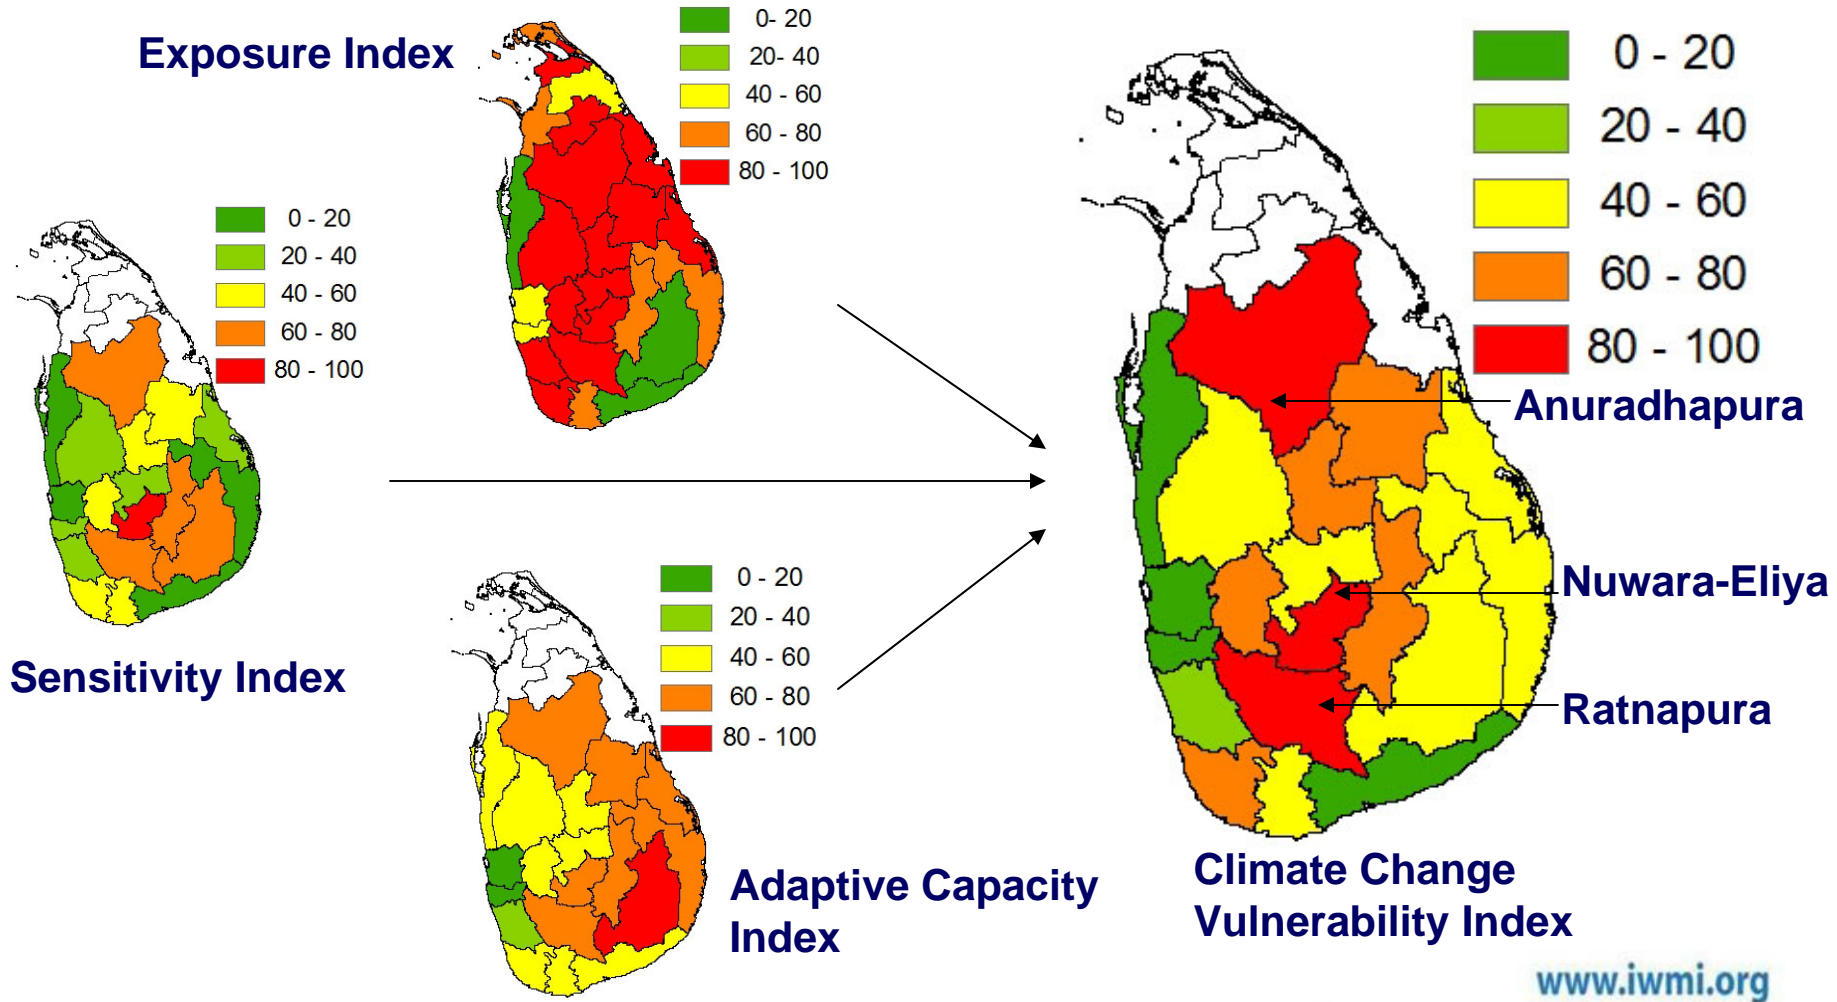 Exposure Index
0- 20
20- 40
40 - 60
60 - 80
80 - 100
0 - 20
20 - 40
40 - 60
60 - 80
80 - 100
Sensitivity Index
0 - 20
20 - 40
40 - 60
60 - 80
80 - 100
Adaptive Capacity
Index
0 - 20
20 - 40
40 - 60
60 - 80
80 - 100
Anuradhapura
Nuwara-Eliya
Ratnapura
Climate Change
Vulnerability Index
www.iwmi.org